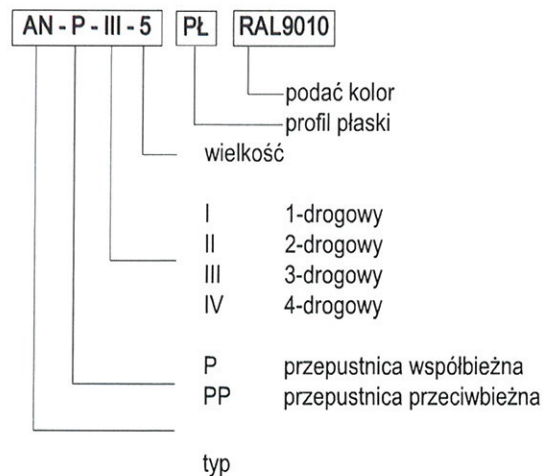 AN - P - III - 5 PŁ RAL9010
podać kolor
profil płaski
wielkość
I 1-drogowy
II 2-drogowy
III 3-drogowy
IV 4-drogowy
P przepustnica współbieżna
PP przepustnica przeciwbieżna
typ